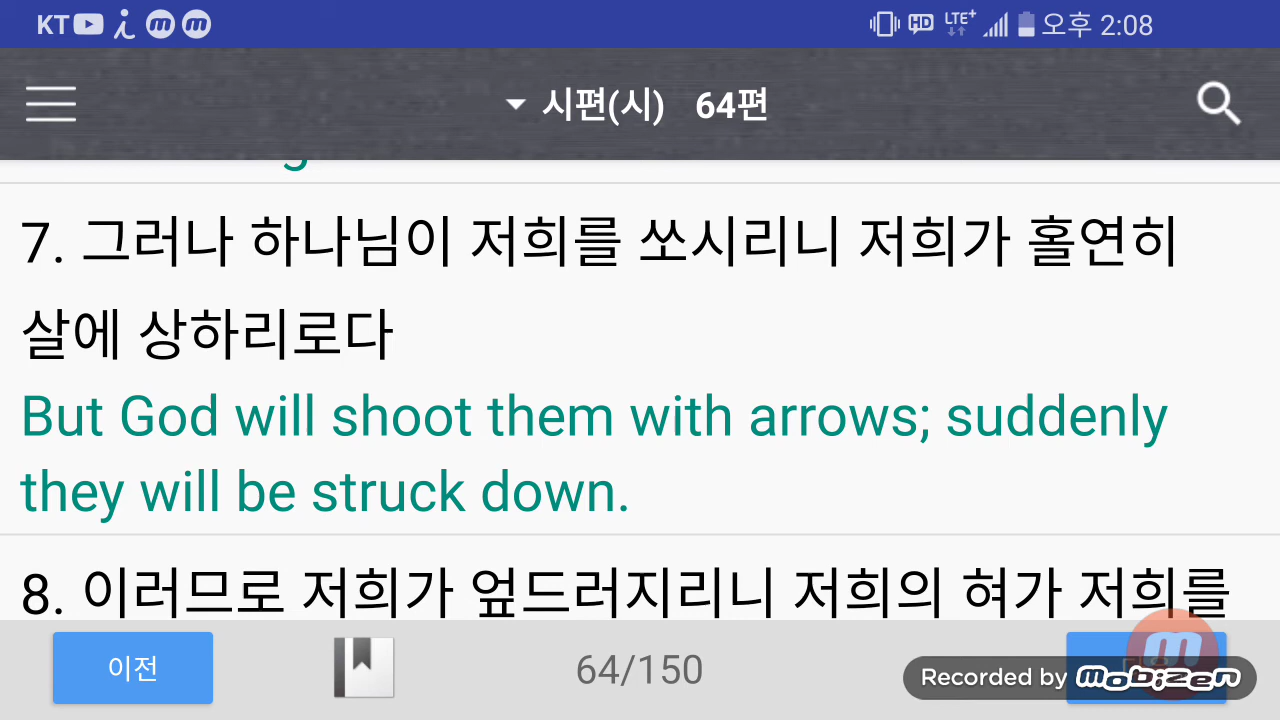 KT LTE+ 오후 2:08
시편(시) 64편
7. 그러나 하나님이 저희를 쏘시리니 저희가 홀연히
살에 상하리로다
But God will shoot them with arrows; suddenly
they will be struck down.
8. 이러므로 저희가 엎드러지리니 저희의 혀가 저희를
이전 64/150
Recorded by mobizen